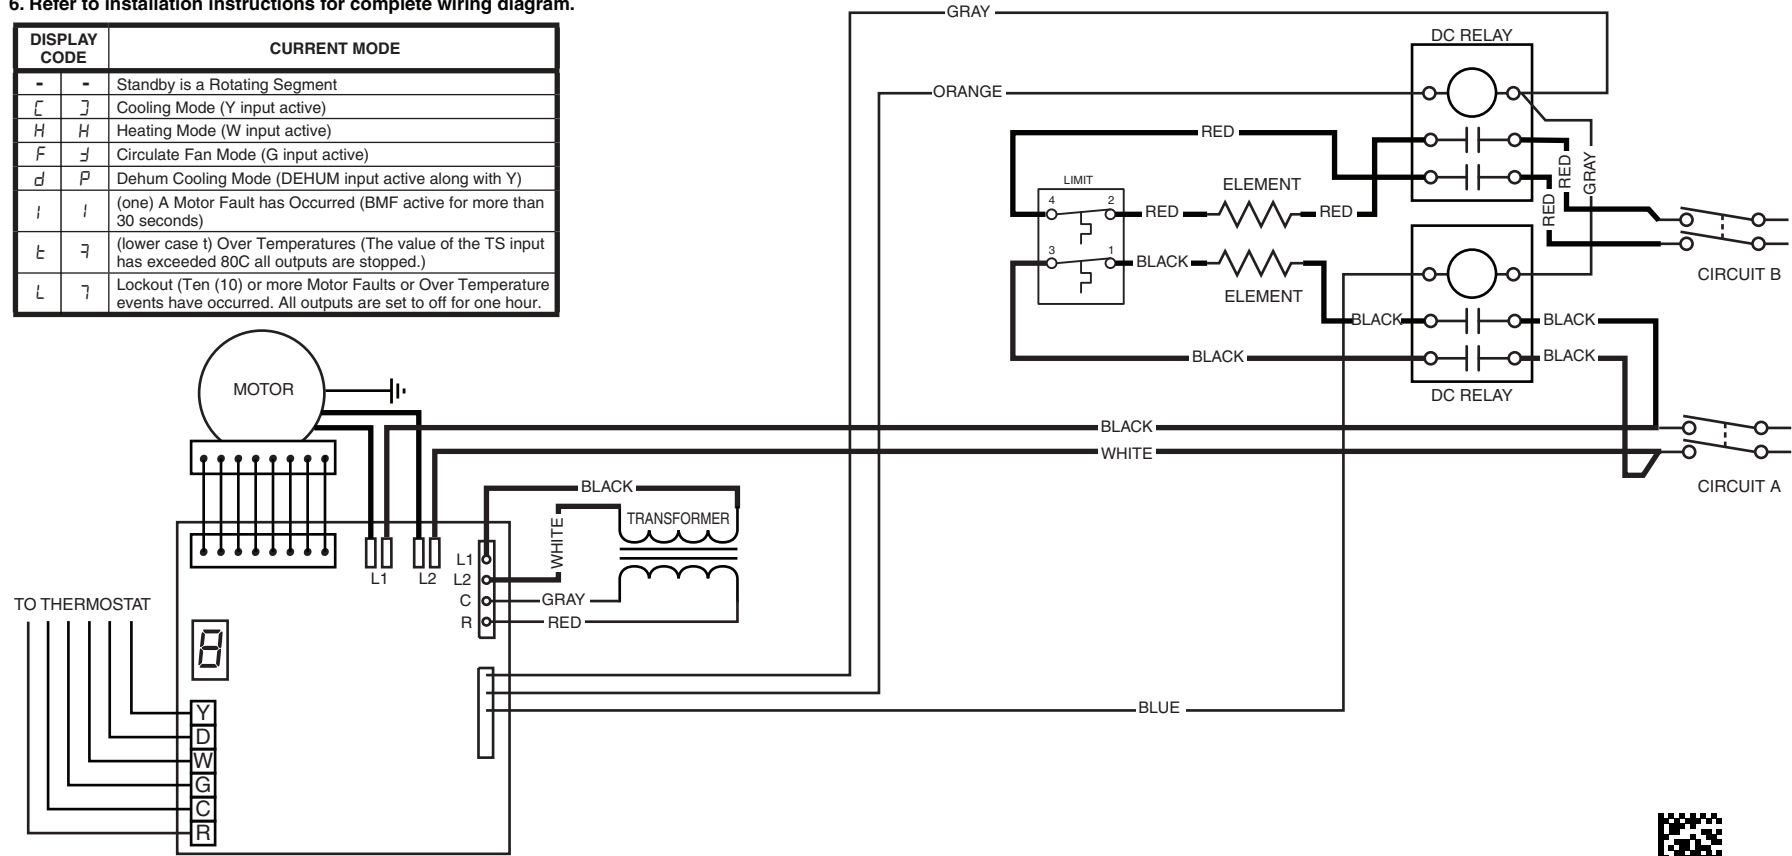 6. Refer to Installation Instructions for complete wiring diagram.
DISPLAY CODE CURRENT MODE
- - Standby is a Rotating Segment
Cooling Mode (Y input active)
H H Heating Mode (W input active)
F Circulate Fan Mode (G input active)
d P Dehum Cooling Mode (DEHUM input active along with Y)
(one) A Motor Fault has Occurred (BMF active for more than
30 seconds)
t (lower case t) Over Temperatures (The value of the TS input
has exceeded 80C all outputs are stopped.)
L Lockout (Ten (10) or more Motor Faults or Over Temperature
events have occurred. All outputs are set to off for one hour.
GRAY
DC RELAY
ORANGE
RED
RED
GRAY
RED
LIMIT
4 2
RED
ELEMENT
RED
3 1
BLACK
ELEMENT
CIRCUIT B
BLACK
BLACK
BLACK
BLACK
DC RELAY
MOTOR
BLACK
WHITE
CIRCUIT A
BLACK
WHITE
TRANSFORMER
L1 L2
L1
L2
C
R
GRAY
RED
TO THERMOSTAT
8
BLUE
Y
D
W
G
C
R